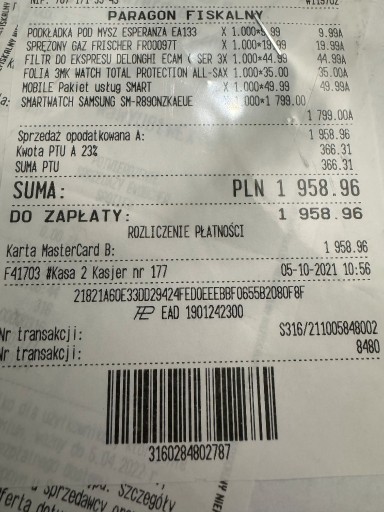 PARAGON FISKALNY
PODKŁADKA POD MYSZ ESPERANZA EA133 X 1.000*9.99 9.99A
SPRĘŻONY GAZ FRISCHER FRO0097T X 1.000*19.99 19.99A
FILTR DO EKSPRESU DELONGHI ECAM ( SER 3X 1.000*44.99 44.99A
FOLIA 3MK WATCH TOTAL PROTECTION ALL-SAX 1.000*35.00 35.00A
MOBILE Pakiet usług SMART X 1.000*49.99 49.99A
SMARTWATCH SAMSUNG SM-R890NZKAEUE X 1.000*1 799.00
1 799.00A
Sprzedaż opodatkowana A: 1 958.96
Kwota PTU A 23% 366.31
SUMA PTU 366.31
SUMA: PLN 1 958.96
DO ZAPŁATY: 1 958.96
ROZLICZENIE PŁATNOŚCI
Karta MasterCard B: 1 958.96
F41703 #Kasa 2 Kasjer nr 177 05-10-2021 10:56
21821A60E33DD29424FED0EEEBBF0655B2080F8F
EAD 1901242300
Nr transakcji: S316/211005848002
Nr transakcji: 8480
3160284802787
sprzedawcy
Szczegóły